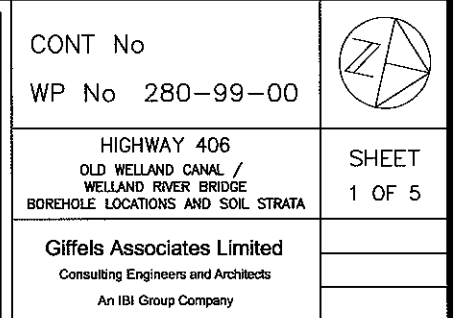 CONT No
WP No 280-99-00
HIGHWAY 406
OLD WELLAND CANAL /
WELLAND RIVER BRIDGE
BOREHOLE LOCATIONS AND SOIL STRATA
SHEET
1 OF 5
Giffels Associates Limited
Consulting Engineers and Architects
An IBI Group Company